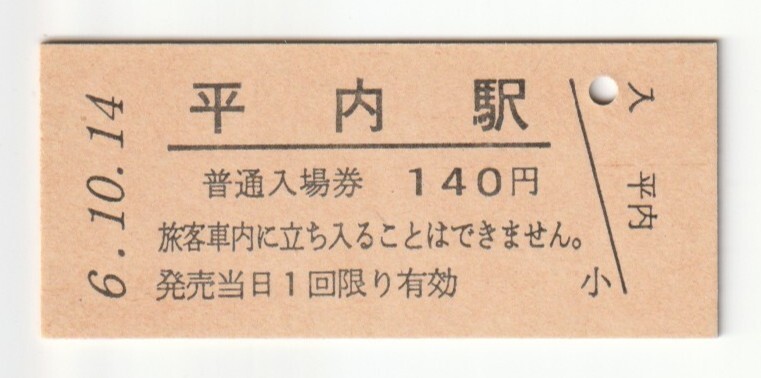 6.10.14
平内駅
普通入場券 140円
旅客車内に立ち入ることはできません。
発売当日1回限り有効
小
入 平内